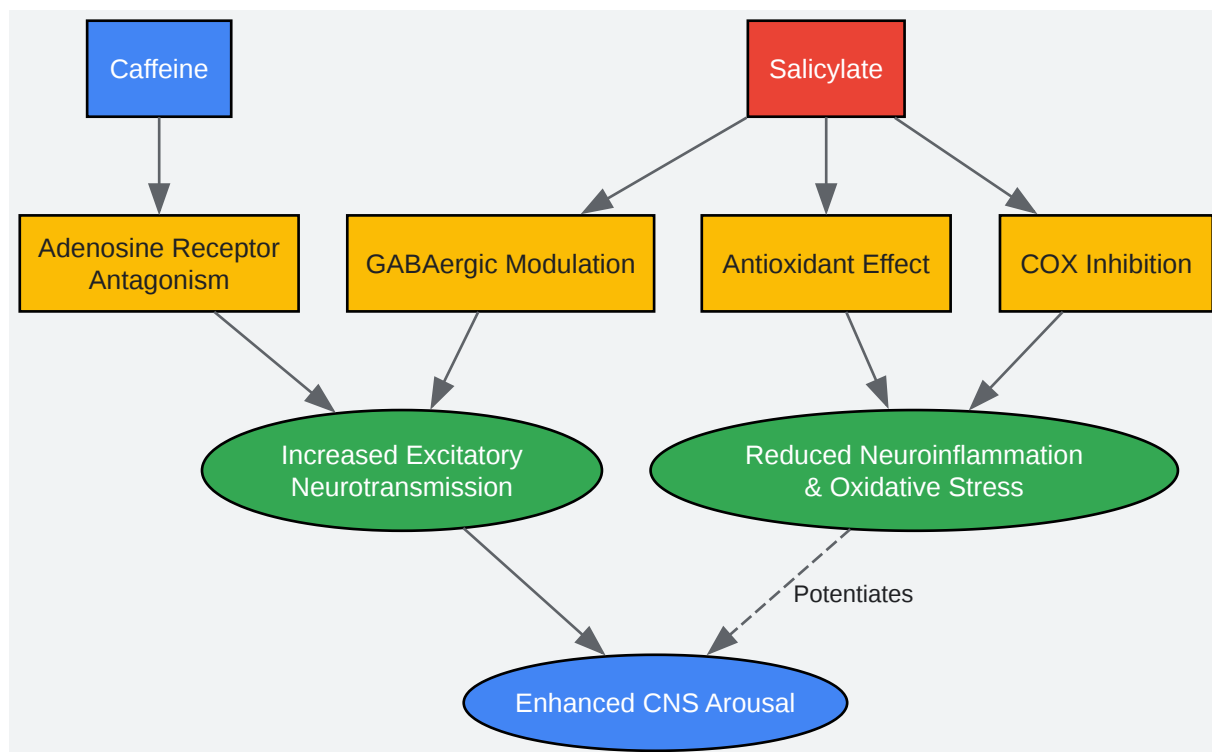 Caffeine
Salicylate
Adenosine Receptor
Antagonism
GABAergic Modulation
Antioxidant Effect
COX Inhibition
Increased Excitatory
Neurotransmission
Reduced Neuroinflammation
& Oxidative Stress
Potentiates
Enhanced CNS Arousal